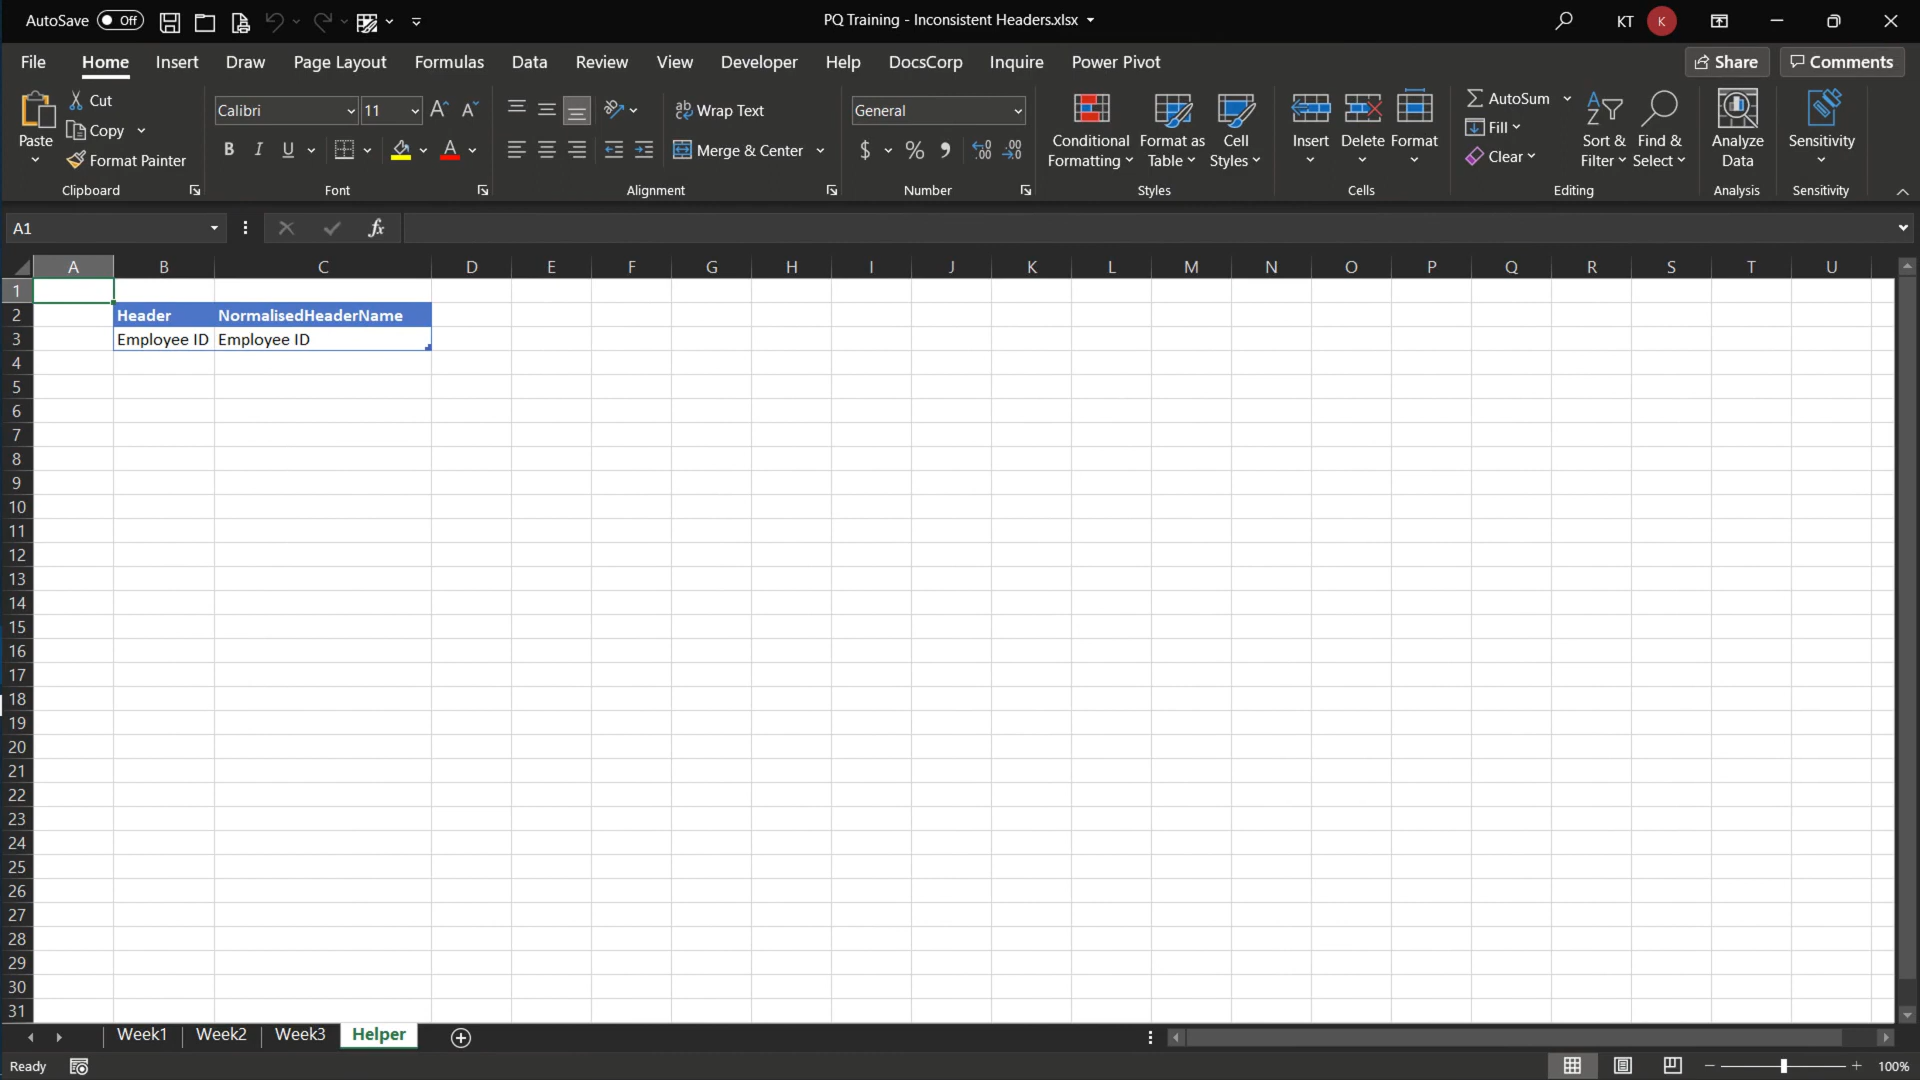 AutoSave Off PQ Training - Inconsistent Headers.xlsx KT K
File Home Insert Draw Page Layout Formulas Data Review View Developer Help DocsCorp Inquire Power Pivot Share Comments
Paste
Cut
Copy
Format Painter
Clipboard
Calibri 11
B I U A
Font
Wrap Text
Merge & Center
Alignment
General
$ % 9
Number
Conditional Formatting
Format as Table
Cell Styles
Styles
Insert Delete Format
Cells
AutoSum
Fill
Clear
Sort & Filter
Find & Select
Editing
Analyze Data
Analysis
Sensitivity
Sensitivity
A1 fx
A B C D E F G H I J K L M N O P Q R S T U
1
2 Header NormalisedHeaderName
3 Employee ID Employee ID
4
5
6
7
8
9
10
11
12
13
14
15
16
17
18
19
20
21
22
23
24
25
26
27
28
29
30
31
Week1 Week2 Week3 Helper
Ready 100%